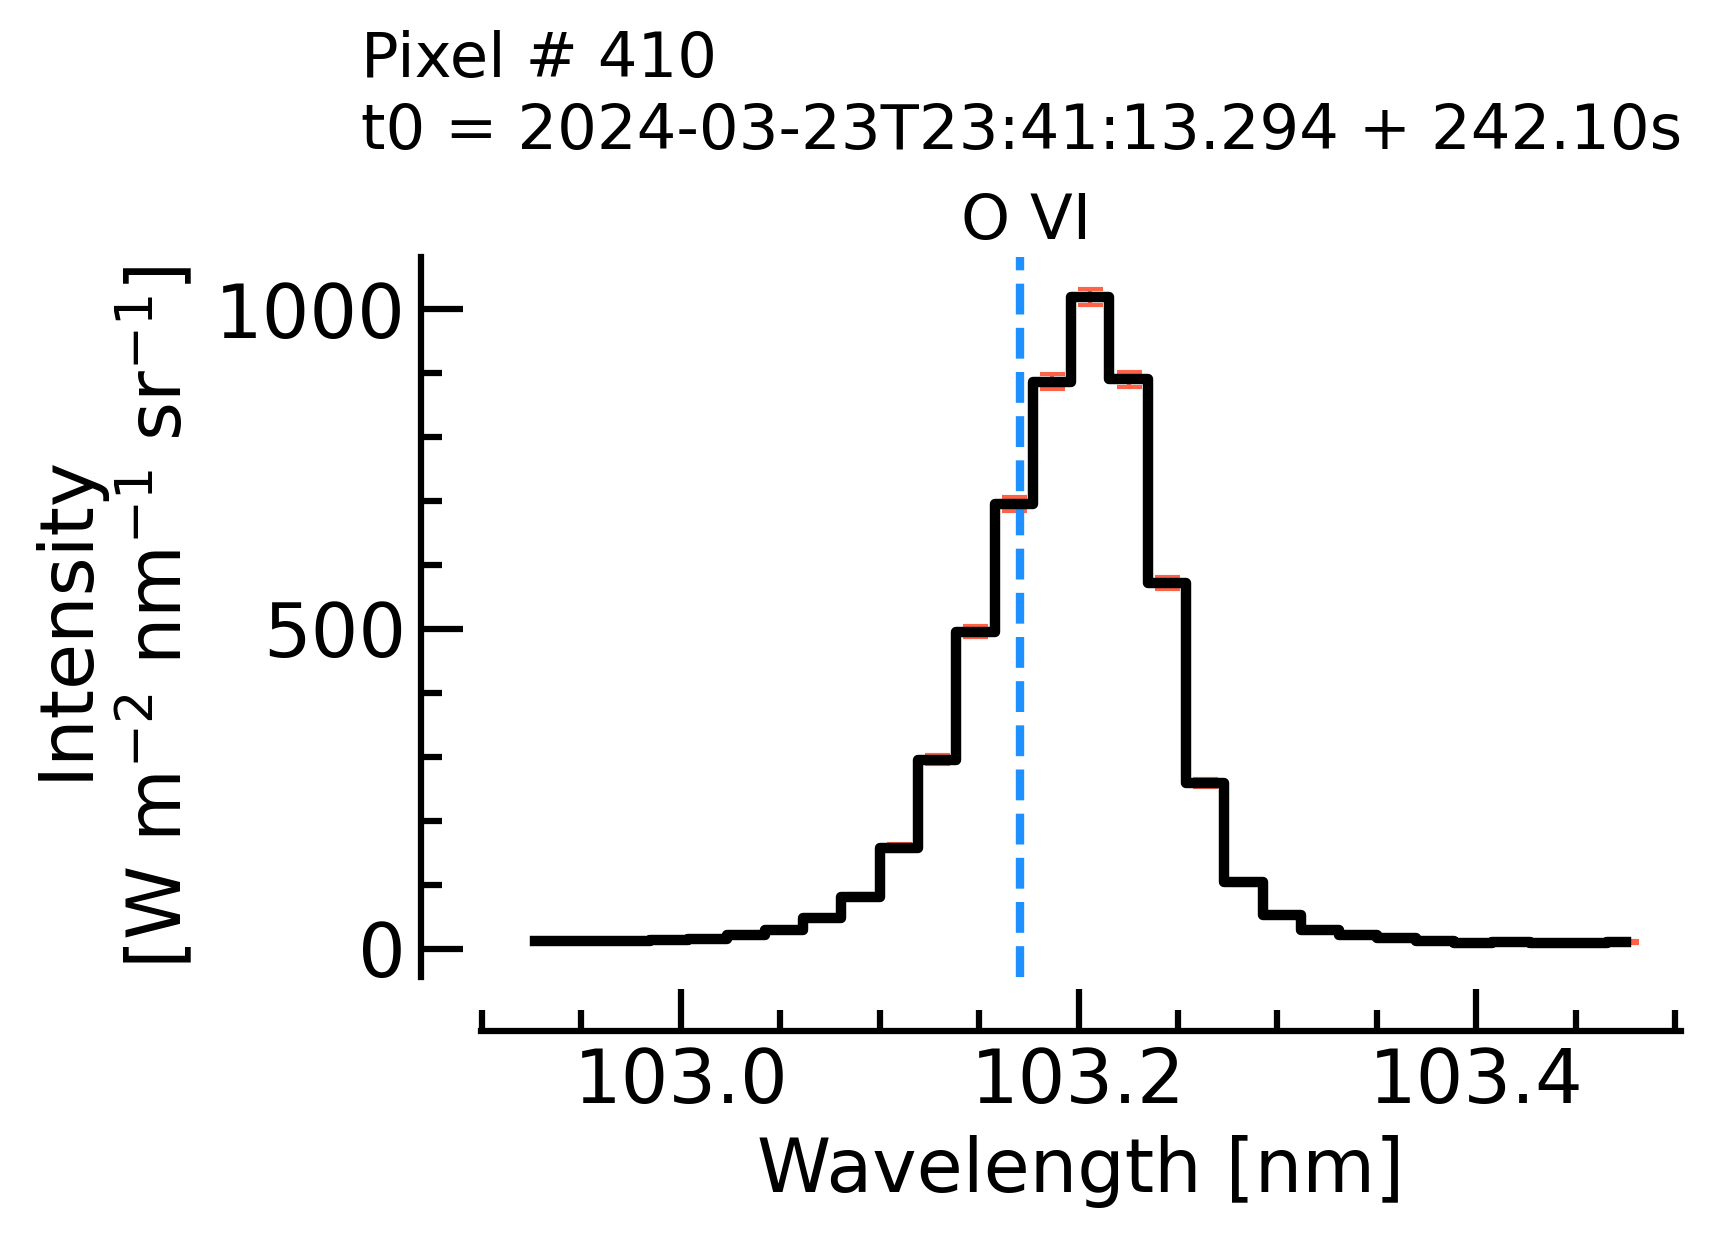 Pixel # 410
t0 = 2024-03-23T23:41:13.294 + 242.10s
O VI
Intensity
[W m⁻² nm⁻¹ sr⁻¹]
1000
500
0
103.0 103.2 103.4
Wavelength [nm]